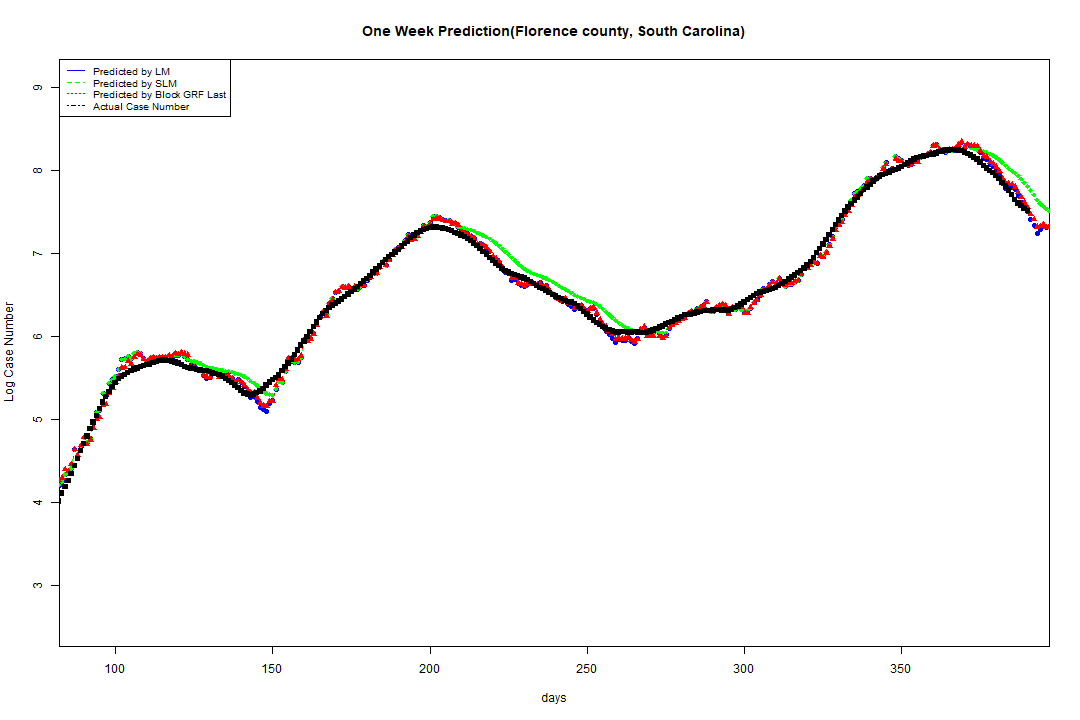 One Week Prediction(Florence county, South Carolina)
Predicted by LM
Predicted by SLM
Predicted by Block GRF Last
Actual Case Number
9
8
7
6
5
4
3
Log Case Number
100 150 200 250 300 350
days